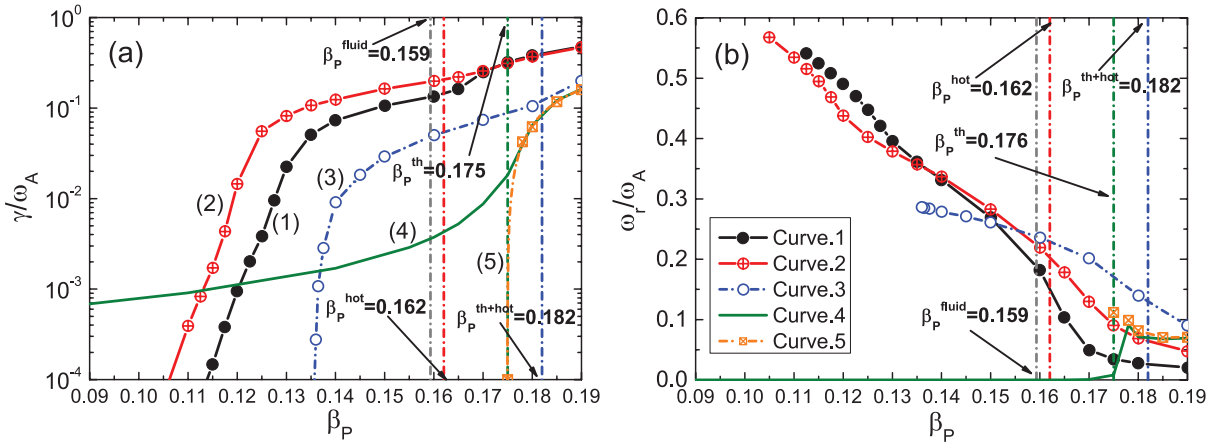 (a)
β_P^fluid=0.159
β_P^th=0.175
(3)
(2)
(1)
(4)
(5)
β_P^hot=0.162
β_P^th+hot=0.182
γ/ω_A
10^0
10^-1
10^-2
10^-3
10^-4
0.09 0.10 0.11 0.12 0.13 0.14 0.15 0.16 0.17 0.18 0.19
β_P
(b)
β_P^hot=0.162
β_P^th+hot=0.182
β_P^th=0.176
β_P^fluid=0.159
Curve.1
Curve.2
Curve.3
Curve.4
Curve.5
ω_r/ω_A
0.6
0.5
0.4
0.3
0.2
0.1
0.0
0.09 0.10 0.11 0.12 0.13 0.14 0.15 0.16 0.17 0.18 0.19
β_P